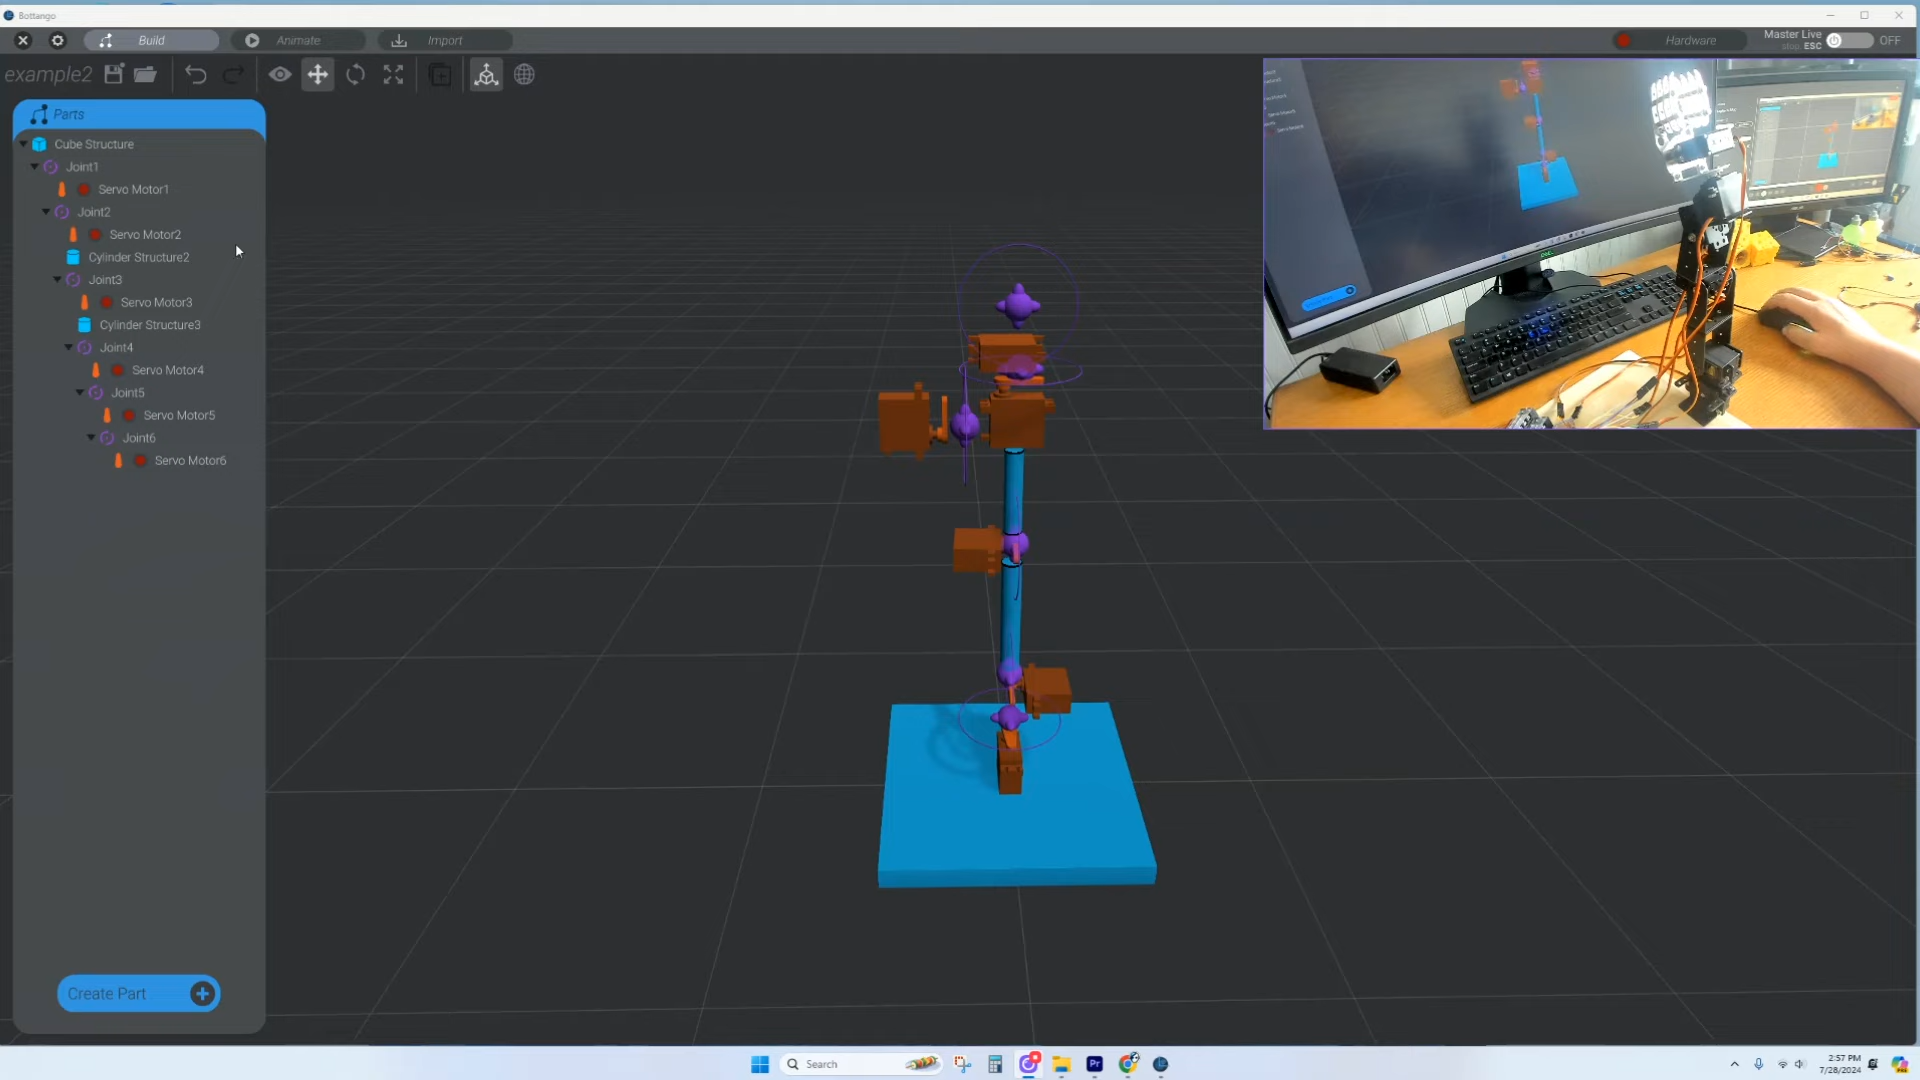 Bottango
Build
Animate
Import
Hardware
Master Live
stop ESC
OFF
example2
Parts
Cube Structure
Joint1
Servo Motor1
Joint2
Servo Motor2
Cylinder Structure2
Joint3
Servo Motor3
Cylinder Structure3
Joint4
Servo Motor4
Joint5
Servo Motor5
Joint6
Servo Motor6
Create Part
Search
Pr
2:57 PM
7/28/2024